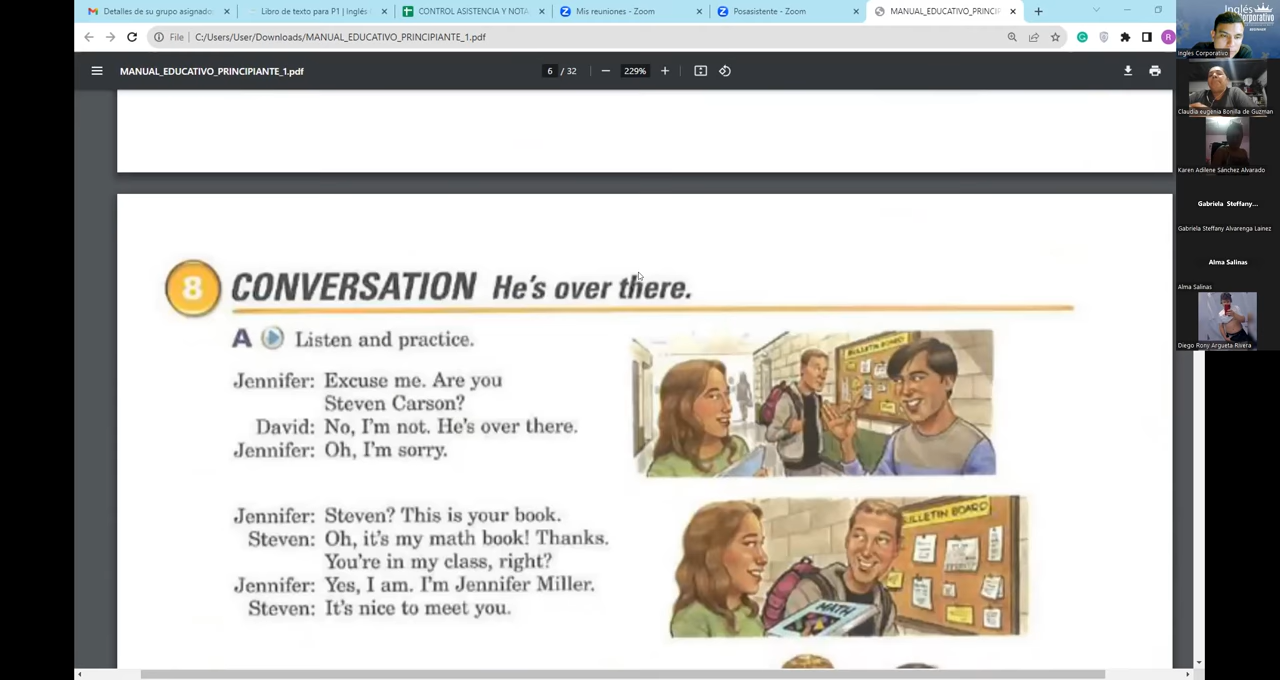 Detalles de su grupo asignado
Libro de texto para P1 | Inglés
CONTROL ASISTENCIA Y NOTA
Mis reuniones - Zoom
Posasistente - Zoom
MANUAL_EDUCATIVO_PRINCIP
File
C:/Users/User/Downloads/MANUAL_EDUCATIVO_PRINCIPIANTE_1.pdf
R
MANUAL_EDUCATIVO_PRINCIPIANTE_1.pdf
6 / 32
229%
8 CONVERSATION He's over there.
A Listen and practice.
Jennifer: Excuse me. Are you
Steven Carson?
David: No, I'm not. He's over there.
Jennifer: Oh, I'm sorry.
BULLETIN BOARD
Jennifer: Steven? This is your book.
Steven: Oh, it's my math book! Thanks.
You're in my class, right?
Jennifer: Yes, I am. I'm Jennifer Miller.
Steven: It's nice to meet you.
BULLETIN BOARD
MATH
Inglés
Corporativo
Ingles Corporativo
Claudia eugenia Bonilla de Guzman
Karen Adilene Sánchez Alvarado
Gabriela Steffany...
Gabriela Steffany Alvarenga Lainez
Alma Salinas
Alma Salinas
Diego Rony Argueta Rivera